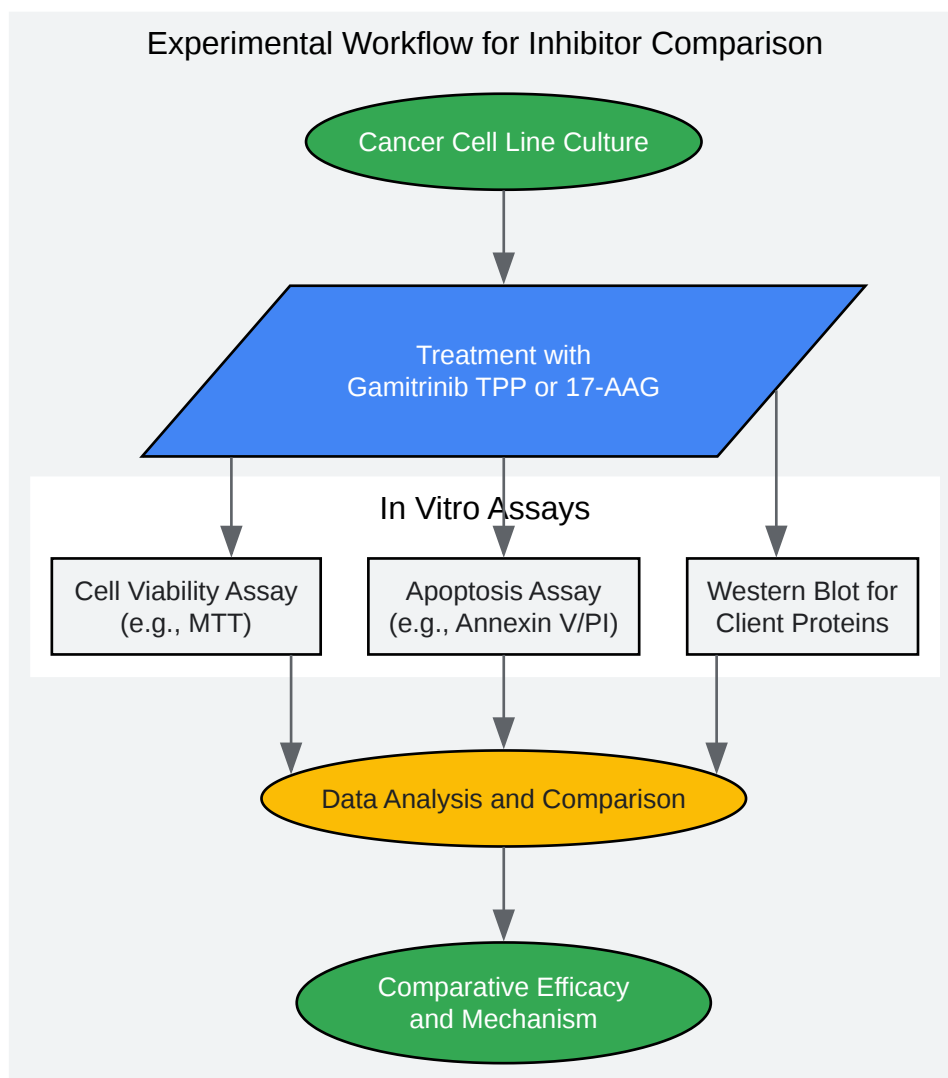 Experimental Workflow for Inhibitor Comparison
Cancer Cell Line Culture
Treatment with
Gamitrinib TPP or 17-AAG
In Vitro Assays
Cell Viability Assay
(e.g., MTT)
Apoptosis Assay
(e.g., Annexin V/PI)
Western Blot for
Client Proteins
Data Analysis and Comparison
Comparative Efficacy
and Mechanism